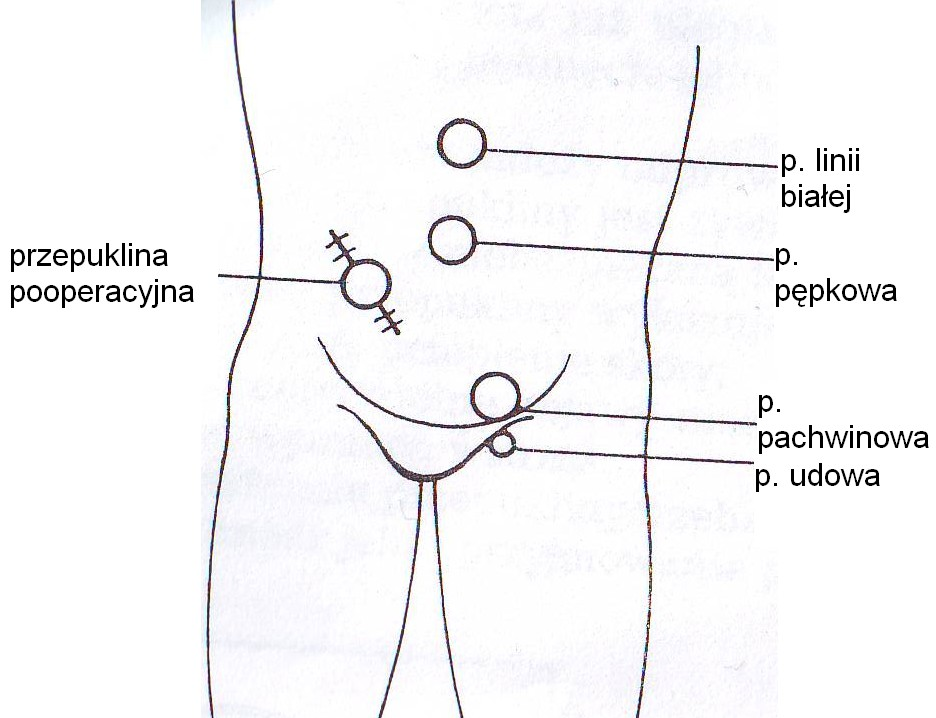 p. linii
białej
przepuklina
pooperacyjna
p.
pępkowa
p.
pachwinowa
p. udowa